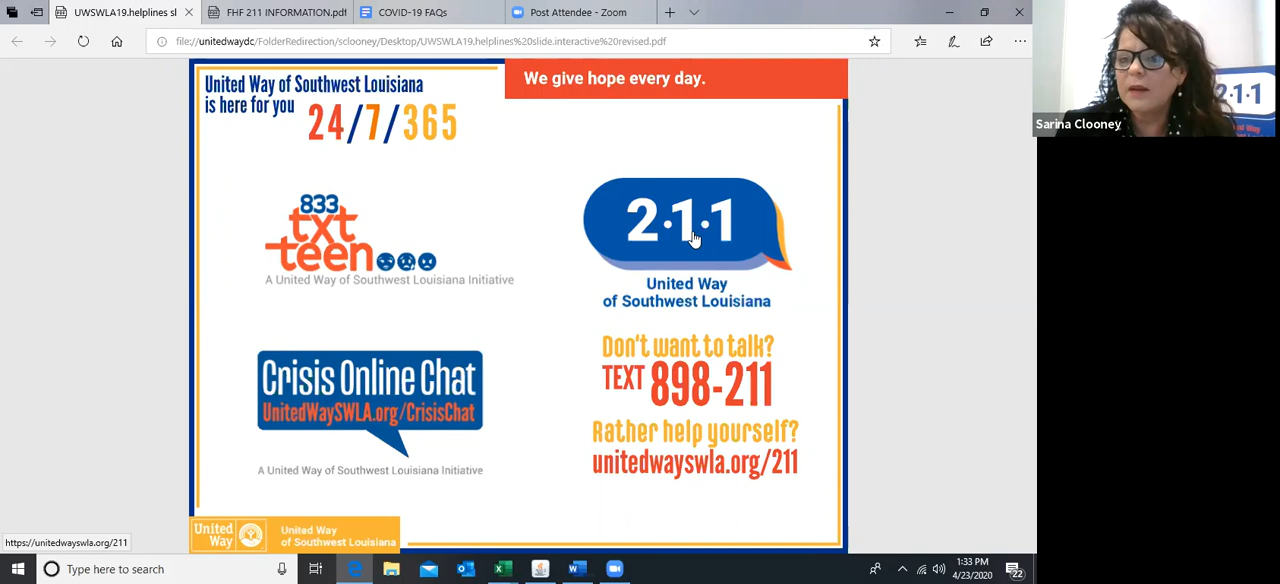 UWSWLA19.helplines sl
FHF 211 INFORMATION.pdf
COVID-19 FAQs
Post Attendee - Zoom
file://unitedwaydc/FolderRedirection/sclooney/Desktop/UWSWLA19.helplines%20slide.interactive%20revised.pdf
United Way of Southwest Louisiana
is here for you
24/7/365
We give hope every day.
833
txt
teen
A United Way of Southwest Louisiana Initiative
2·1·1
United Way
of Southwest Louisiana
Crisis Online Chat
UnitedWaySWLA.org/CrisisChat
A United Way of Southwest Louisiana Initiative
Don't want to talk?
TEXT 898-211
Rather help yourself?
unitedwayswla.org/211
United
Way
United Way
of Southwest Louisiana
https://unitedwayswla.org/211
Sarina Clooney
2·1·1
Type here to search
1:33 PM
4/23/2020
22